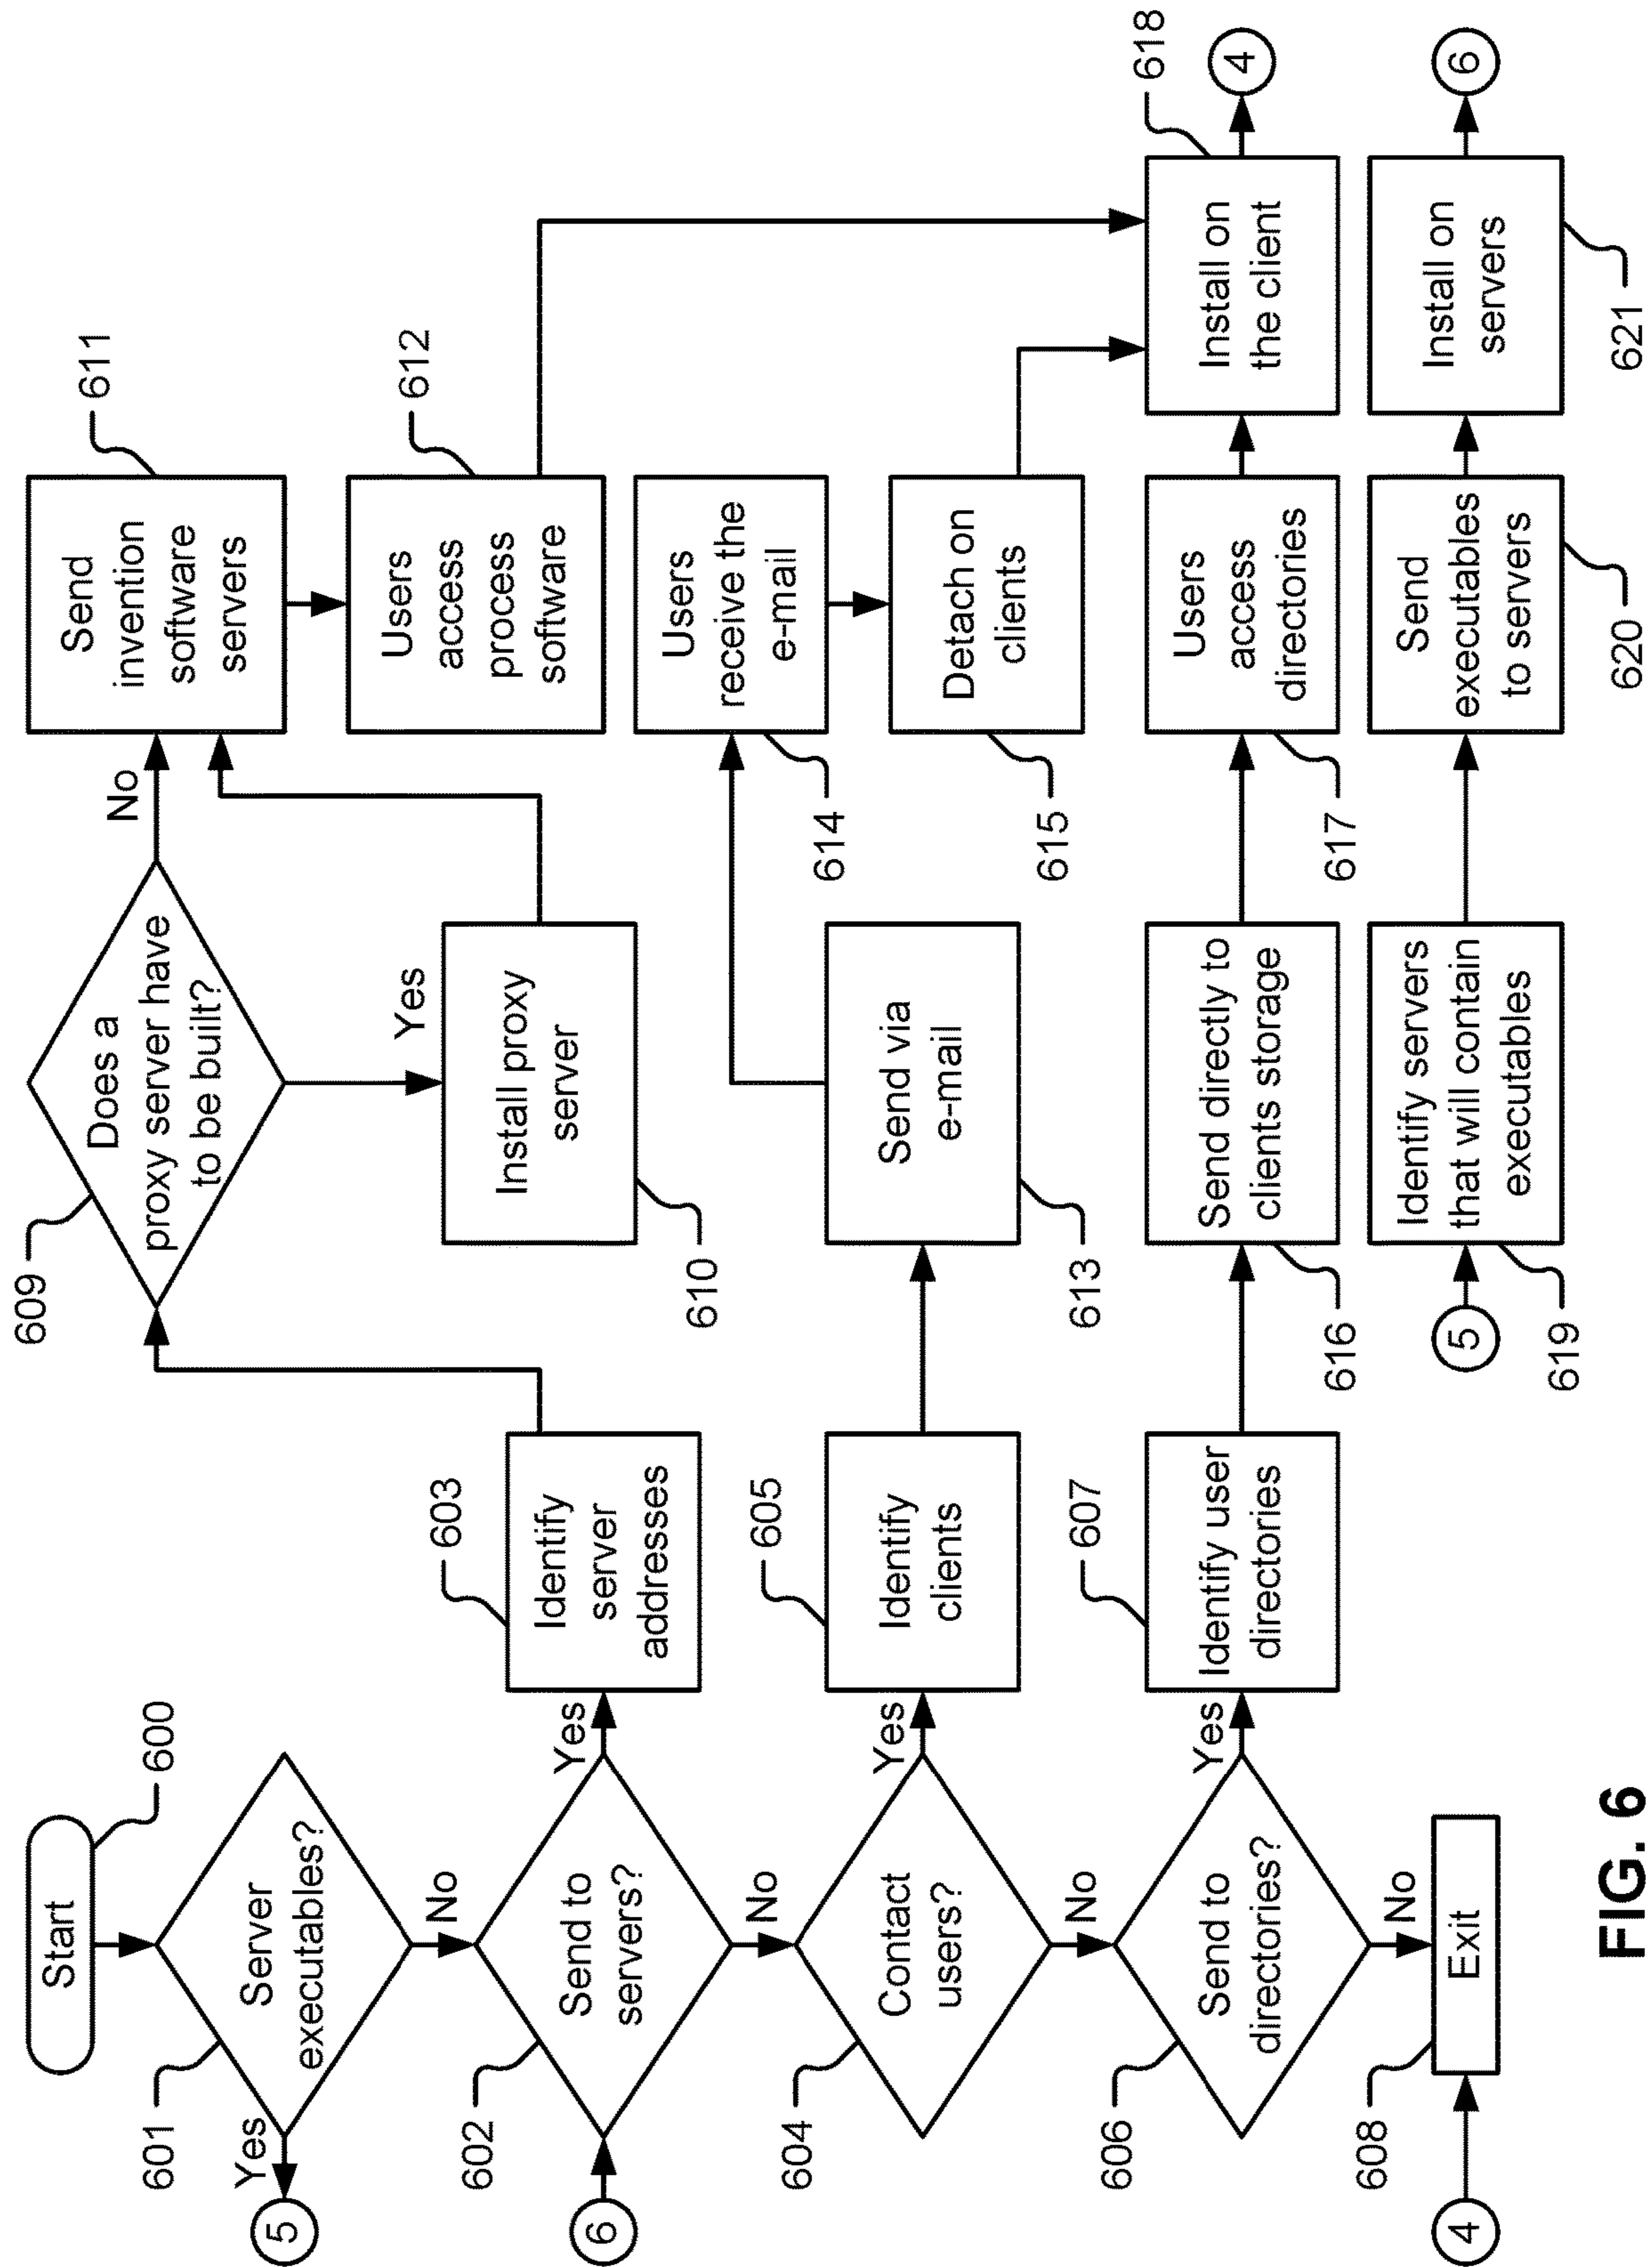 Start
600
601
Server
executables?
Yes
5
No
6
602
Send to
servers?
Yes
603
Identify
server
addresses
No
604
Contact
users?
Yes
605
Identify
clients
No
606
Send to
directories?
Yes
607
Identify user
directories
No
608
Exit
4
609
Does a
proxy server have
to be built?
No
Yes
Install proxy
server
610
611
Send
invention
software
servers
612
Users
access
process
software
Send via
e-mail
613
Users
receive the
e-mail
614
Detach on
clients
615
Send directly to
clients storage
616
Users
access
directories
617
618
Install on
the client
4
5
Identify servers
that will contain
executables
619
Send
executables
to servers
620
Install on
servers
621
6
FIG. 6